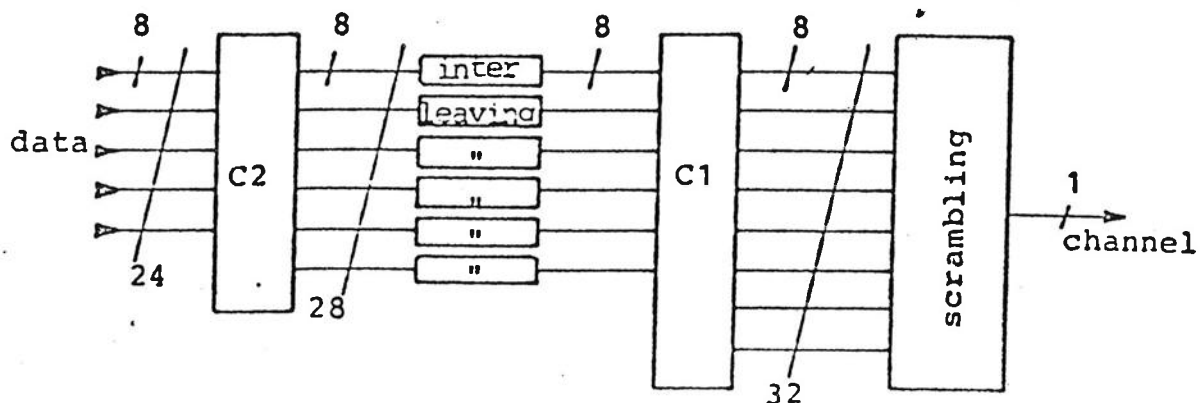 8
8
8
8
inter
leaving
data
"
C2
"
C1
"
"
scrambling
1
channel
24
28
32